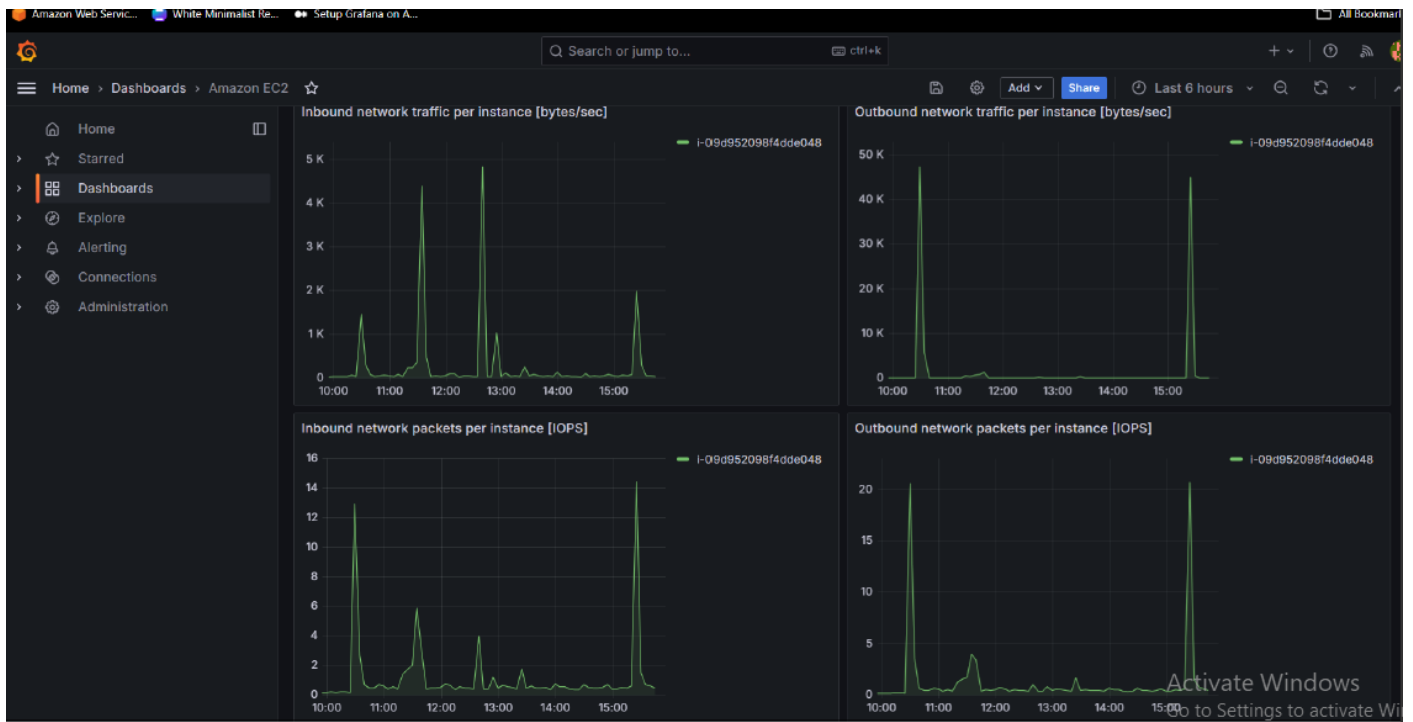 Amazon Web Servic... White Minimalist Re... Setup Grafana on A... All Bookmar
Search or jump to... ctrl+k
Home › Dashboards › Amazon EC2 Add Share Last 6 hours
Home
Starred
Dashboards
Explore
Alerting
Connections
Administration
Inbound network traffic per instance [bytes/sec]
i-09d952098f4dde048
5 K
4 K
3 K
2 K
1 K
0
10:00 11:00 12:00 13:00 14:00 15:00
Outbound network traffic per instance [bytes/sec]
i-09d952098f4dde048
50 K
40 K
30 K
20 K
10 K
0
10:00 11:00 12:00 13:00 14:00 15:00
Inbound network packets per instance [IOPS]
i-09d952098f4dde048
16
14
12
10
8
6
4
2
0
10:00 11:00 12:00 13:00 14:00 15:00
Outbound network packets per instance [IOPS]
i-09d952098f4dde048
20
15
10
5
0
10:00 11:00 12:00 13:00 14:00 15:00
Activate Windows
Go to Settings to activate Wi